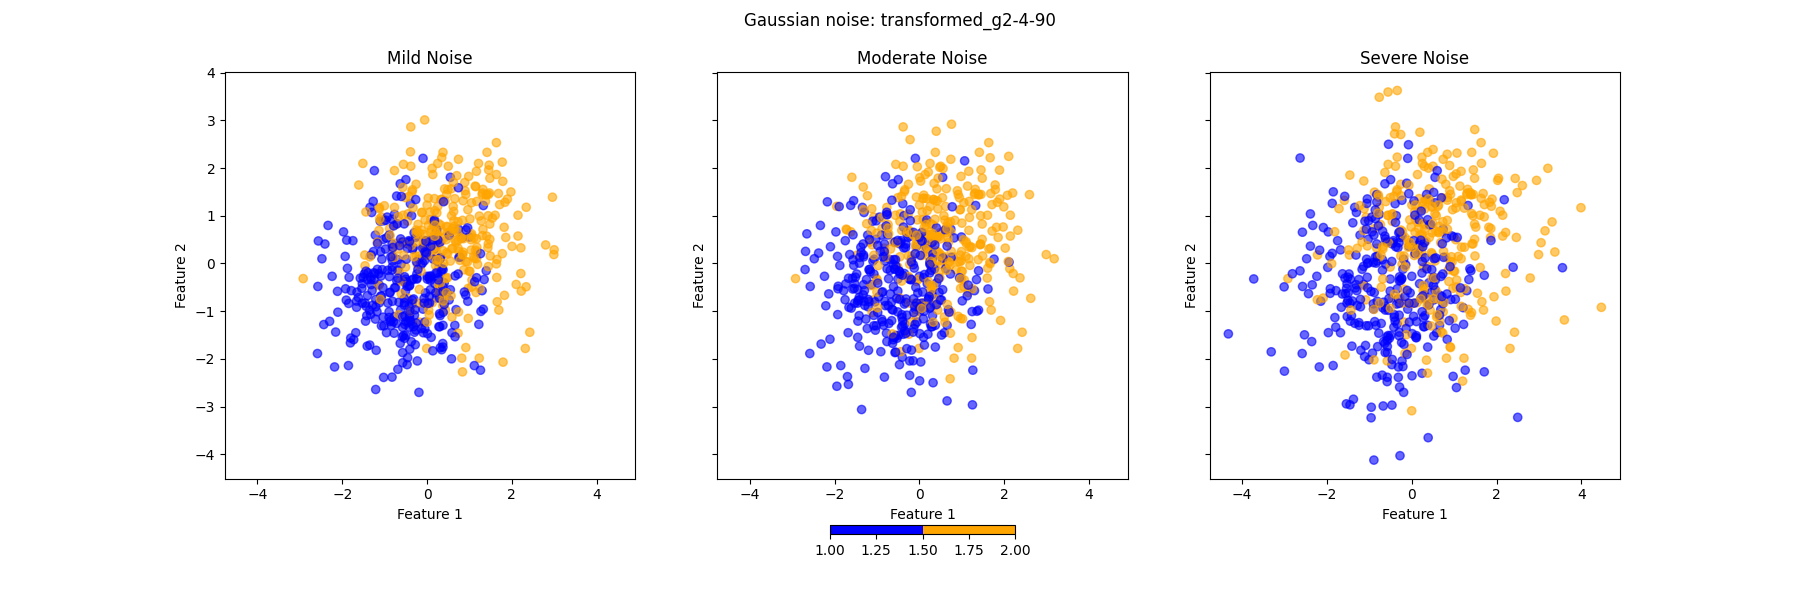 Gaussian noise: transformed_g2-4-90
Mild Noise
Moderate Noise
Severe Noise
Feature 2
4
3
2
1
0
−1
−2
−3
−4
−4 −2 0 2 4
Feature 1
Feature 2
−4 −2 0 2 4
Feature 1
Feature 2
−4 −2 0 2 4
Feature 1
1.00 1.25 1.50 1.75 2.00